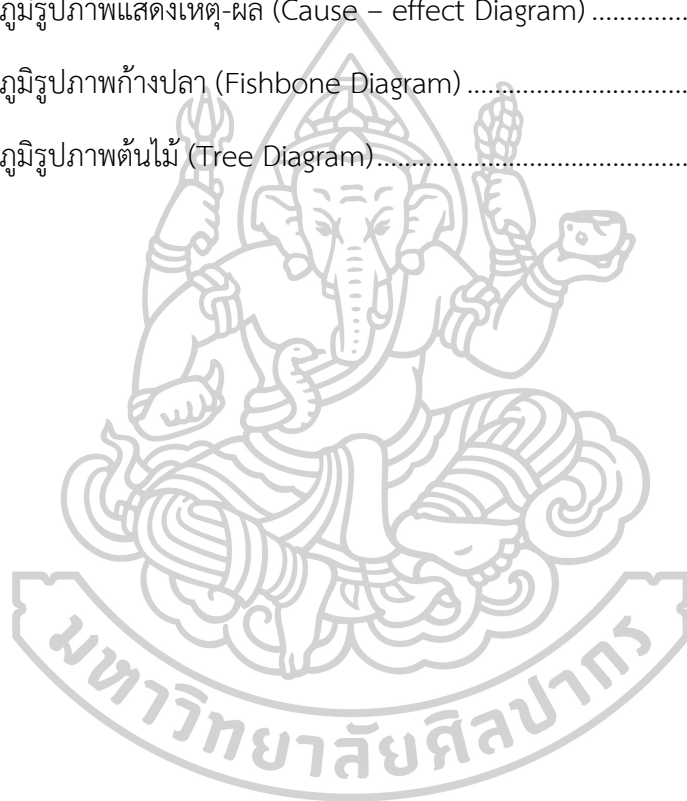 ภูมิรูปภาพแสดงเหตุ-ผล (Cause – effect Diagram) ..............
ภูมิรูปภาพก้างปลา (Fishbone Diagram) ................................
ภูมิรูปภาพต้นไม้ (Tree Diagram) .............................................
มหาวิทยาลัยศิลปากร